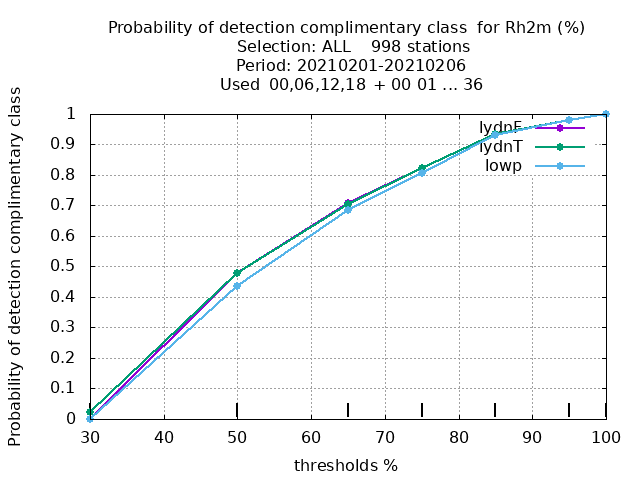 Probability of detection complimentary class for Rh2m (%)
Selection: ALL 998 stations
Period: 20210201-20210206
Used 00,06,12,18 + 00 01 ... 36
Probability of detection complimentary class
1
0.9
0.8
0.7
0.6
0.5
0.4
0.3
0.2
0.1
0
lydnF
lydnT
lowp
30 40 50 60 70 80 90 100
thresholds %